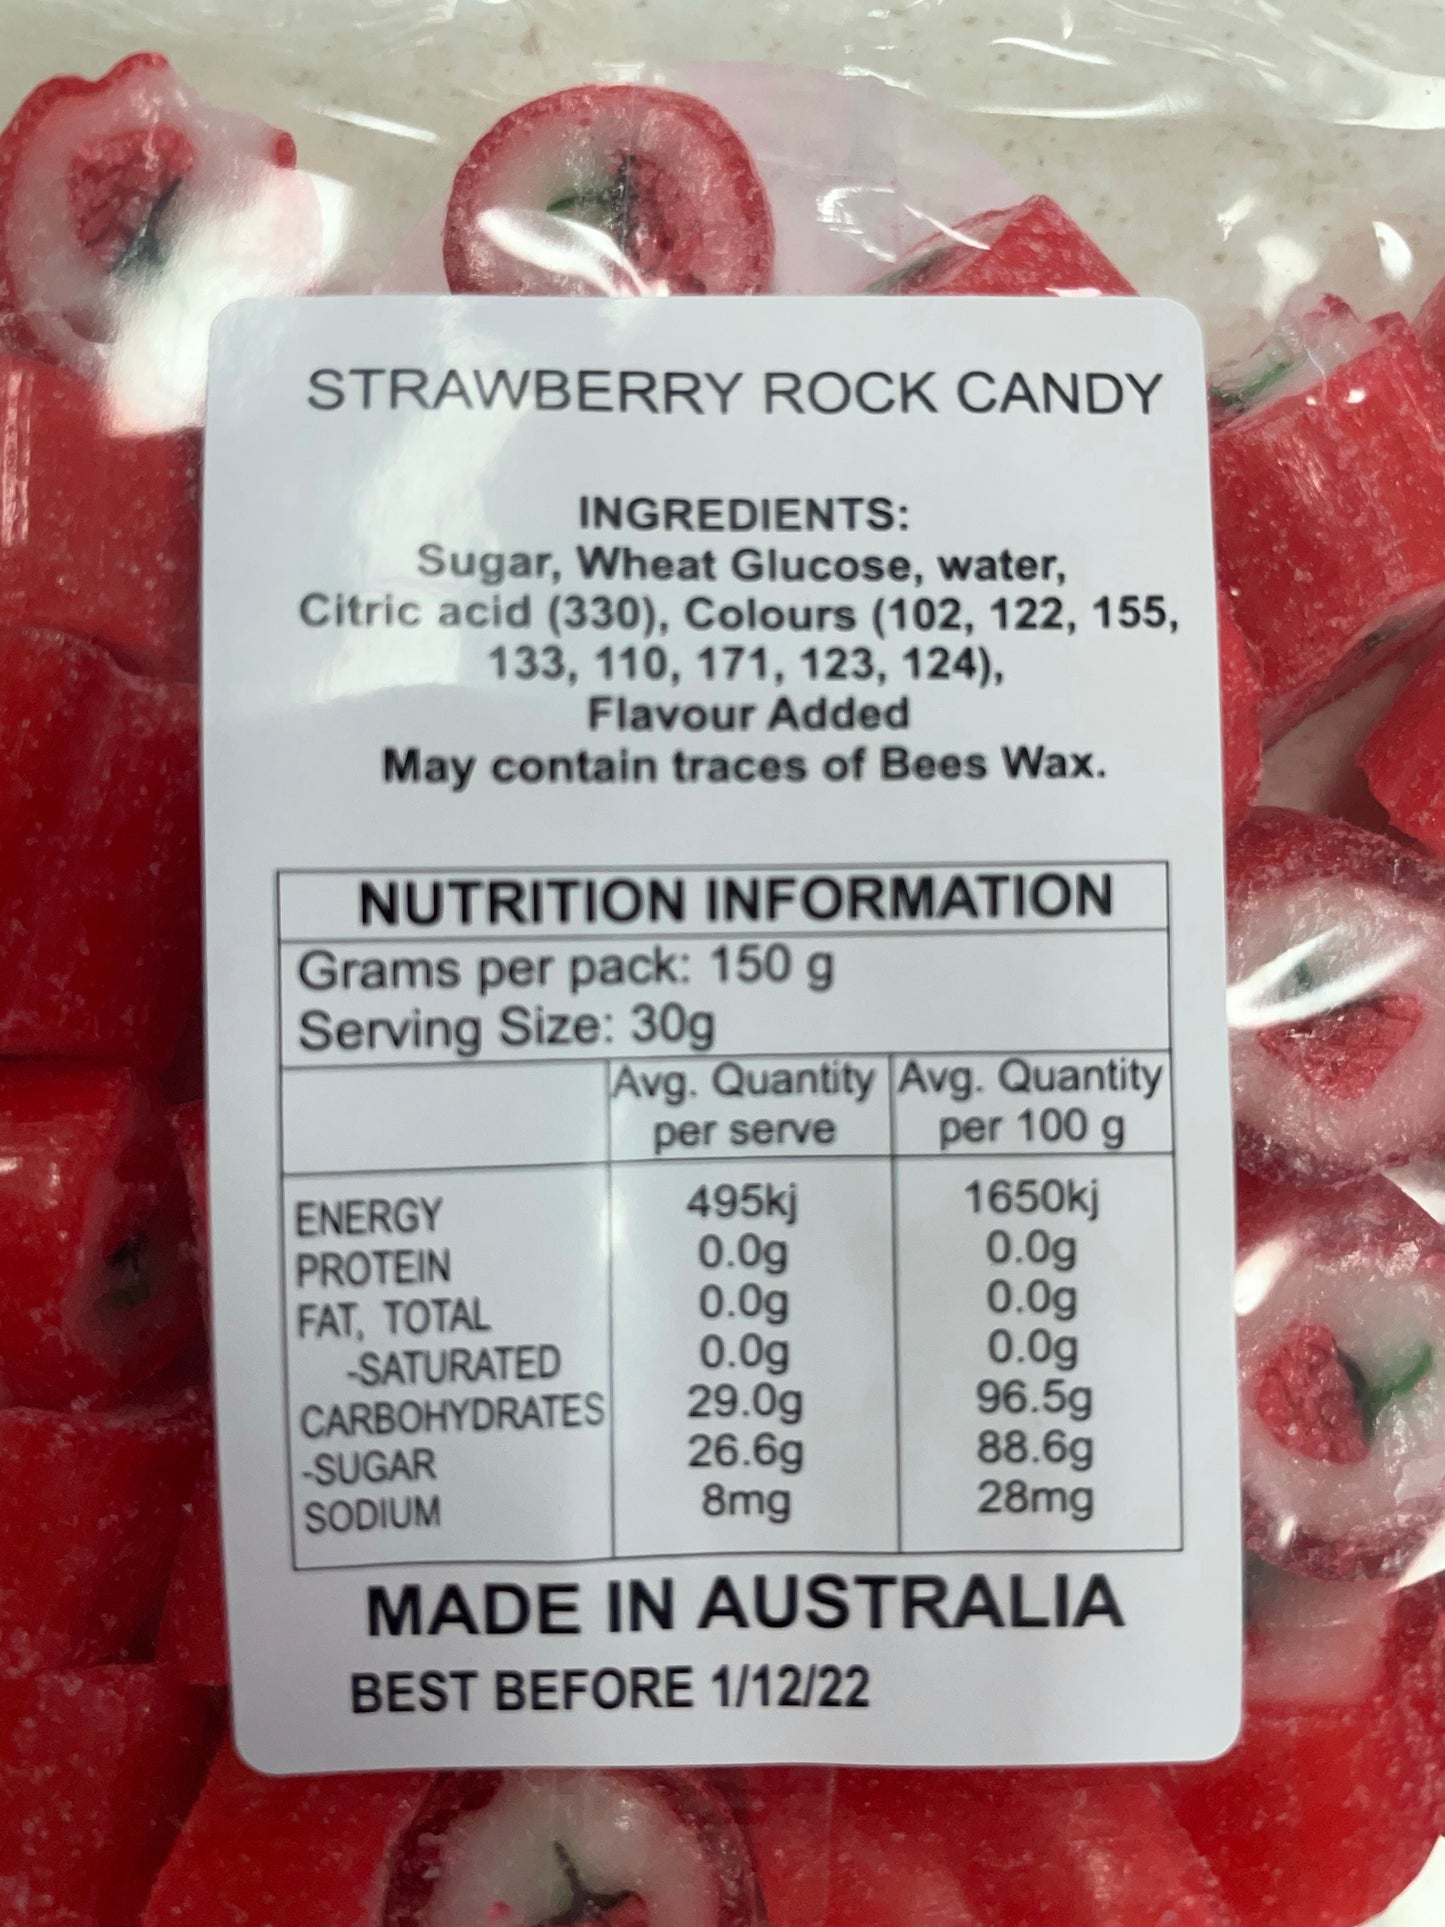 STRAWBERRY ROCK CANDY
INGREDIENTS:
Sugar, Wheat Glucose, water,
Citric acid (330), Colours (102, 122, 155,
133, 110, 171, 123, 124),
Flavour Added
May contain traces of Bees Wax.
NUTRITION INFORMATION
Grams per pack: 150 g
Serving Size: 30g
Avg. Quantity per serve Avg. Quantity per 100 g
ENERGY 495kj 1650kj
PROTEIN 0.0g 0.0g
FAT, TOTAL 0.0g 0.0g
-SATURATED 0.0g 0.0g
CARBOHYDRATES 29.0g 96.5g
-SUGAR 26.6g 88.6g
SODIUM 8mg 28mg
MADE IN AUSTRALIA
BEST BEFORE 1/12/22